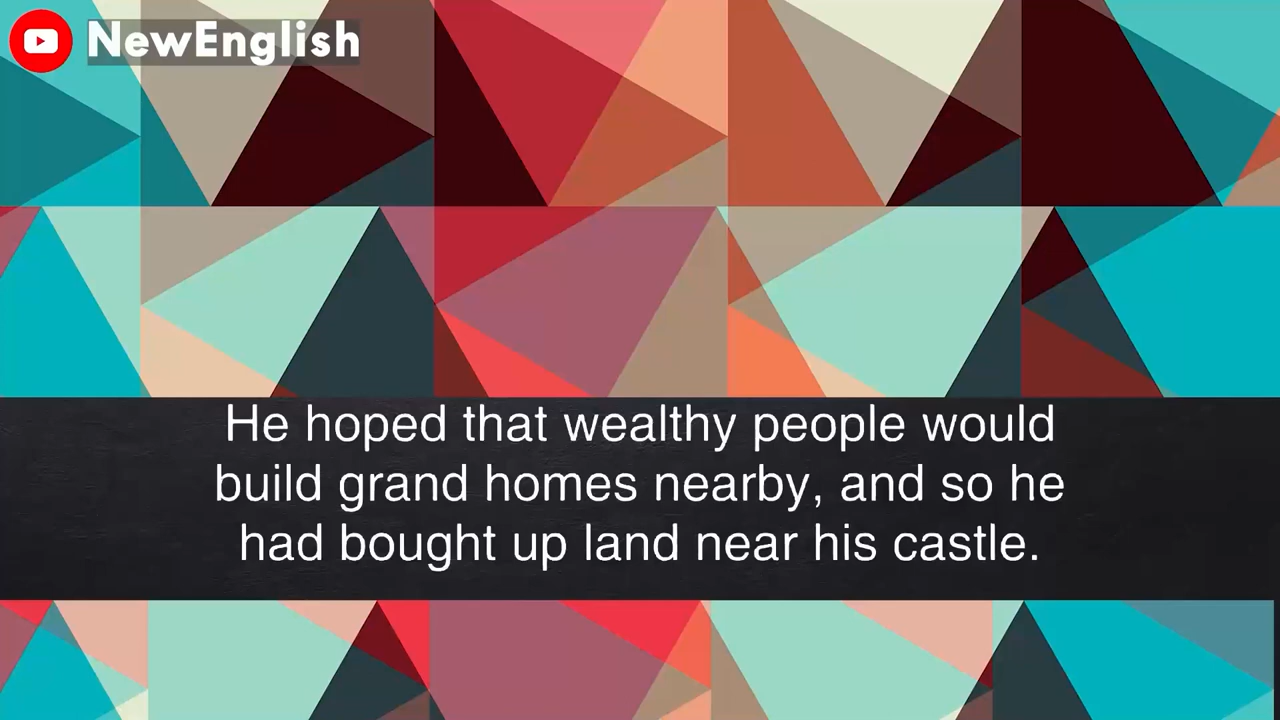 NewEnglish
He hoped that wealthy people would
build grand homes nearby, and so he
had bought up land near his castle.